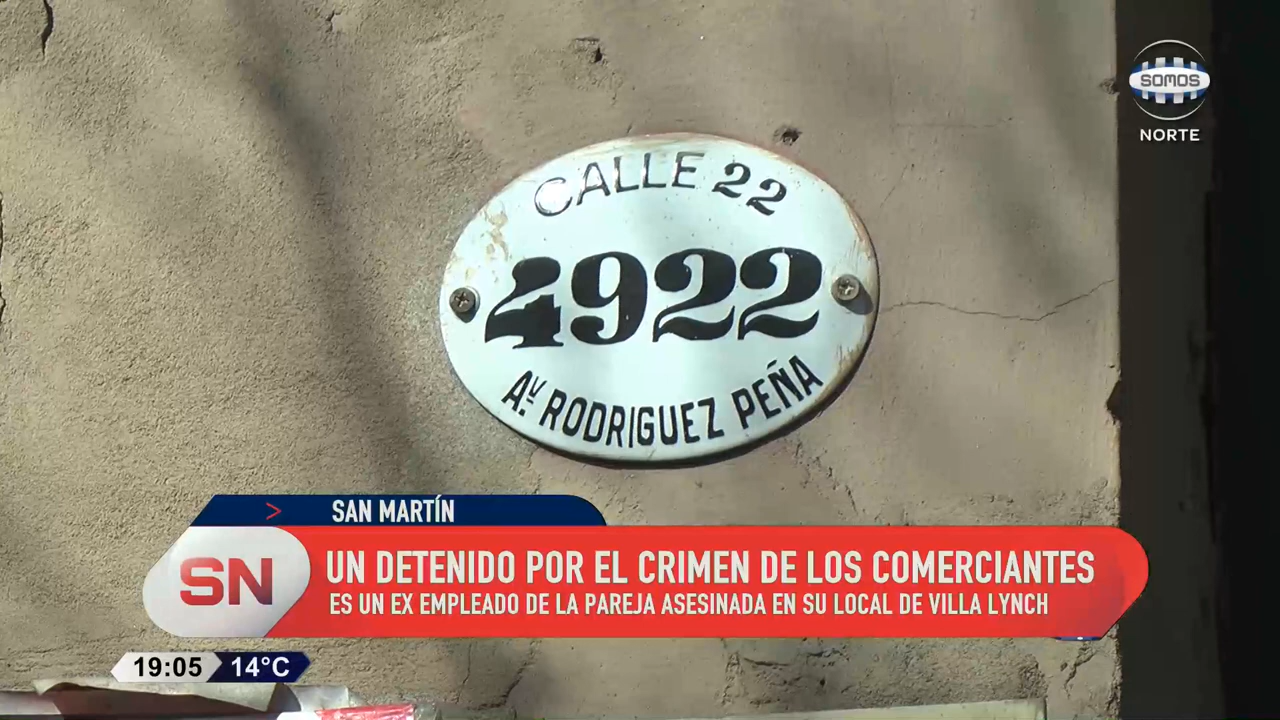 SOMOS
NORTE
CALLE 22
4922
Av. RODRIGUEZ PEÑA
> SAN MARTÍN
SN
UN DETENIDO POR EL CRIMEN DE LOS COMERCIANTES
ES UN EX EMPLEADO DE LA PAREJA ASESINADA EN SU LOCAL DE VILLA LYNCH
19:05 14°C